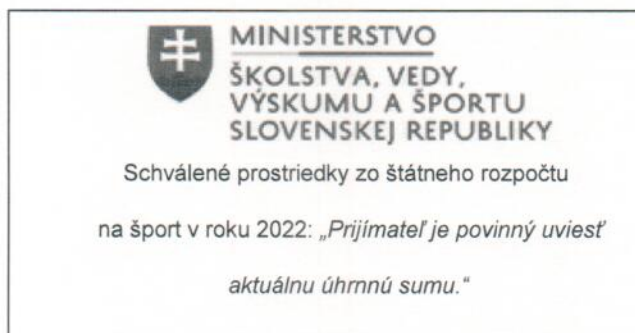 MINISTERSTVO
ŠKOLSTVA, VEDY,
VÝSKUMU A ŠPORTU
SLOVENSKEJ REPUBLIKY
Schválené prostriedky zo štátneho rozpočtu
na šport v roku 2022: „Prijímateľ je povinný uviesť
aktuálnu úhrnnú sumu.“